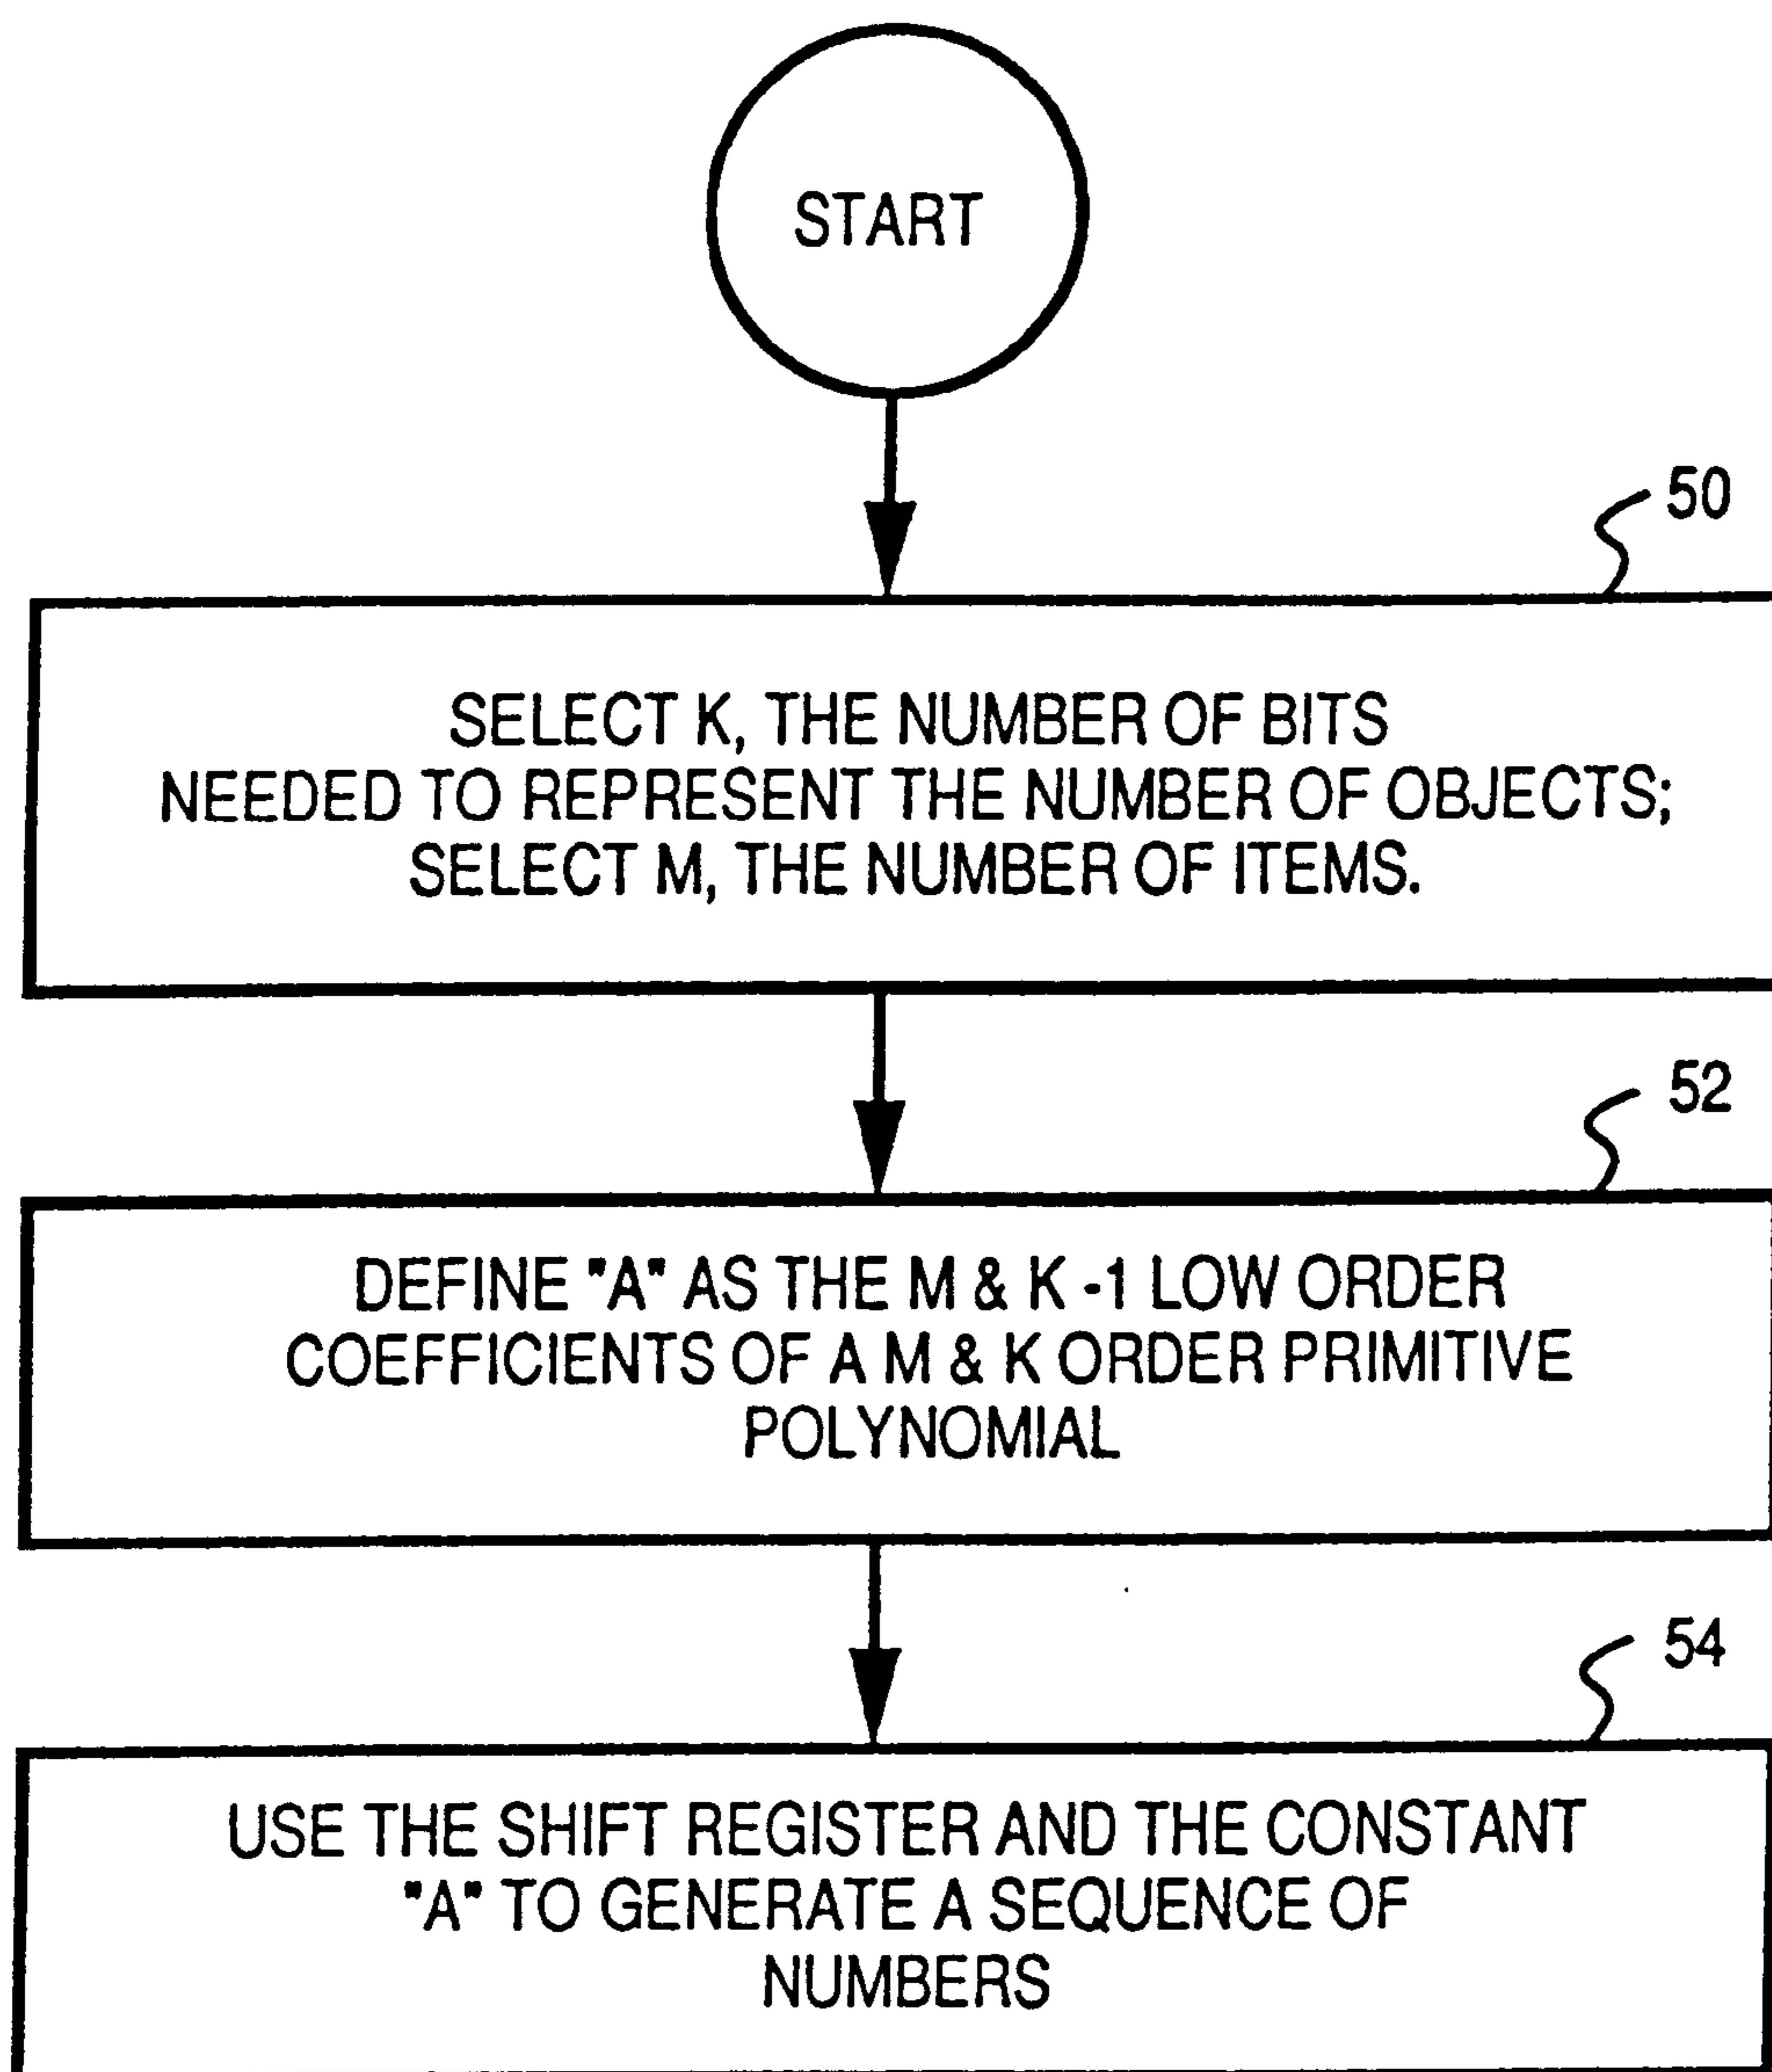 START
50
SELECT K, THE NUMBER OF BITS
NEEDED TO REPRESENT THE NUMBER OF OBJECTS;
SELECT M, THE NUMBER OF ITEMS.
52
DEFINE "A" AS THE M & K -1 LOW ORDER
COEFFICIENTS OF A M & K ORDER PRIMITIVE
POLYNOMIAL
54
USE THE SHIFT REGISTER AND THE CONSTANT
"A" TO GENERATE A SEQUENCE OF
NUMBERS